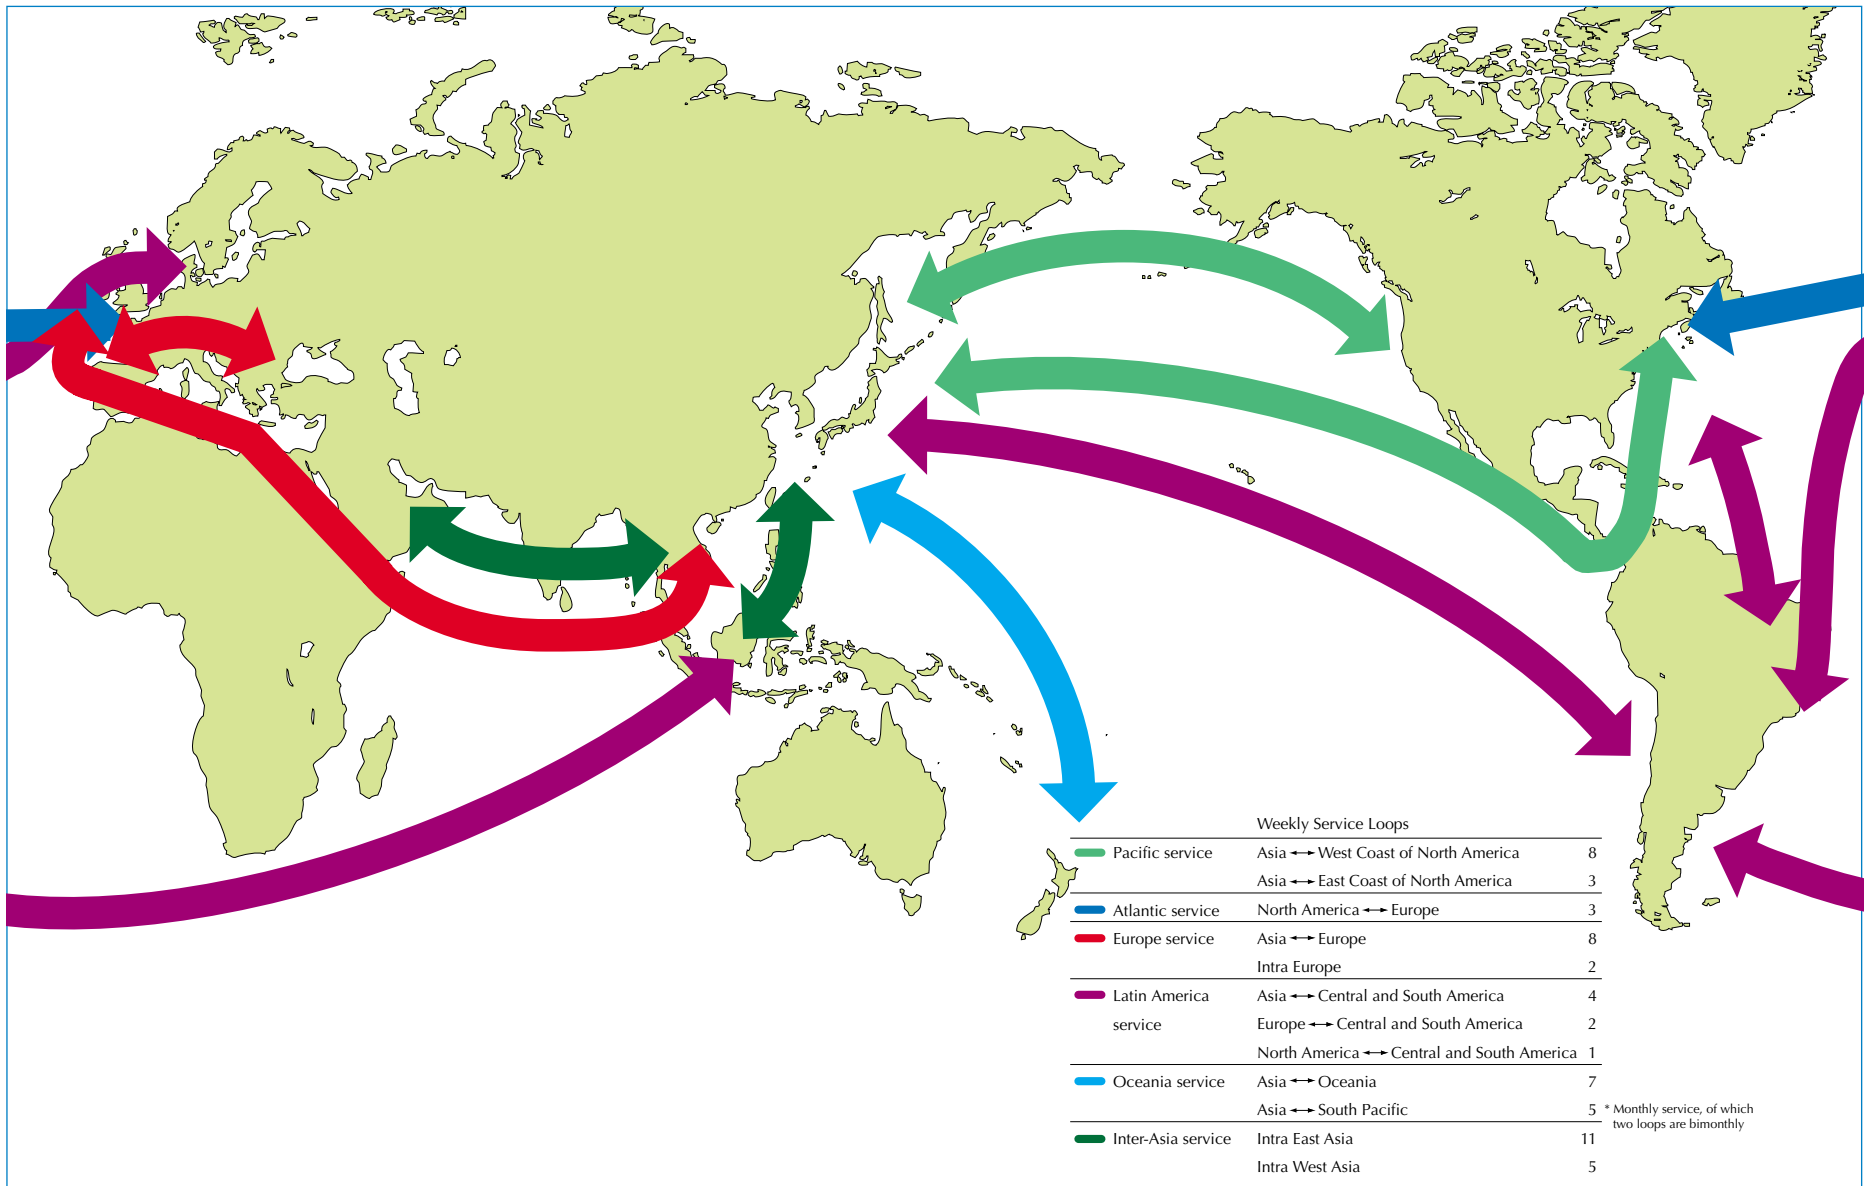 Weekly Service Loops
Pacific service Asia ↔ West Coast of North America 8
Asia ↔ East Coast of North America 3
Atlantic service North America ↔ Europe 3
Europe service Asia ↔ Europe 8
Intra Europe 2
Latin America Asia ↔ Central and South America 4
service Europe ↔ Central and South America 2
North America ↔ Central and South America 1
Oceania service Asia ↔ Oceania 7
Asia ↔ South Pacific 5 * Monthly service, of which
two loops are bimonthly
Inter-Asia service Intra East Asia 11
Intra West Asia 5